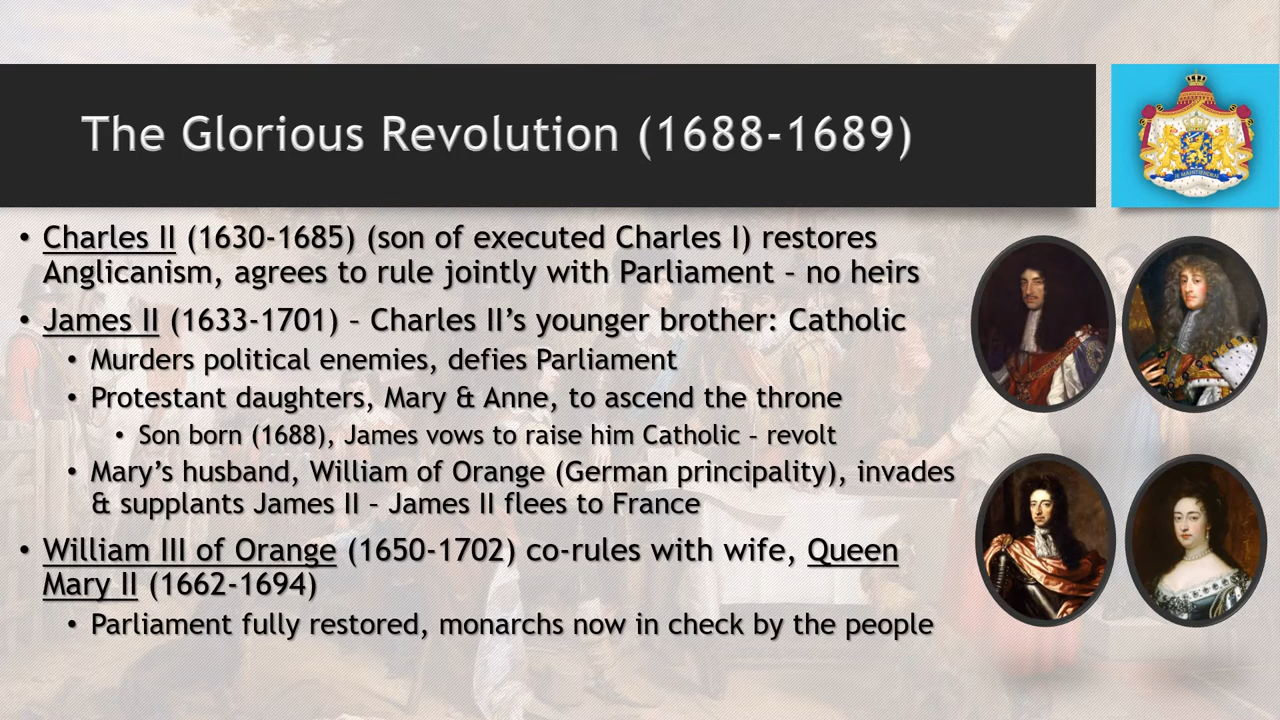 The Glorious Revolution (1688-1689)
JE MAINTIENDRAI
• Charles II (1630-1685) (son of executed Charles I) restores
Anglicanism, agrees to rule jointly with Parliament – no heirs
• James II (1633-1701) – Charles II’s younger brother: Catholic
• Murders political enemies, defies Parliament
• Protestant daughters, Mary & Anne, to ascend the throne
• Son born (1688), James vows to raise him Catholic – revolt
• Mary’s husband, William of Orange (German principality), invades
& supplants James II – James II flees to France
• William III of Orange (1650-1702) co-rules with wife, Queen
Mary II (1662-1694)
• Parliament fully restored, monarchs now in check by the people